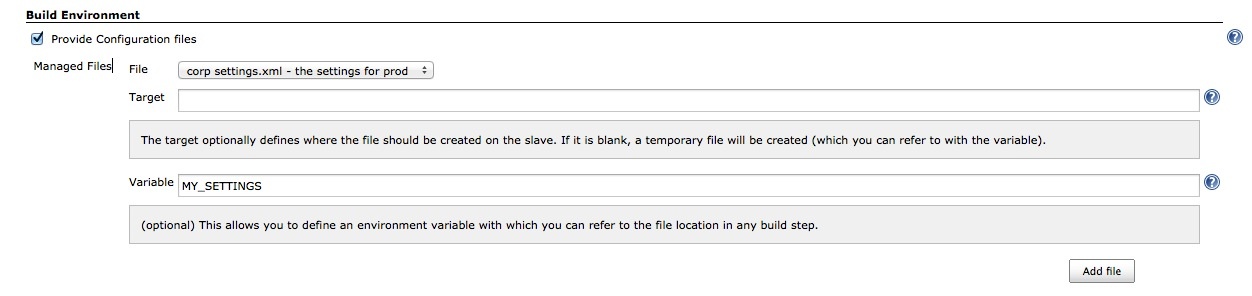 Build Environment
Provide Configuration files
Managed Files
File
corp settings.xml - the settings for prod
Target
The target optionally defines where the file should be created on the slave. If it is blank, a temporary file will be created (which you can refer to with the variable).
Variable
MY_SETTINGS
(optional) This allows you to define an environment variable with which you can refer to the file location in any build step.
Add file